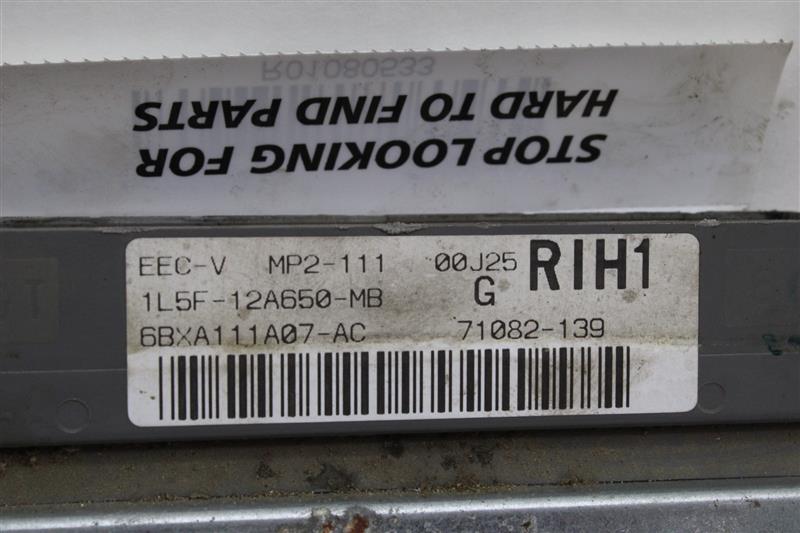 STOP LOOKING FOR
HARD TO FIND PARTS
R01080533
EEC-V MP2-111 00J25 RIH1
1L5F-12A650-MB G
6BXA111A07-AC 71082-139